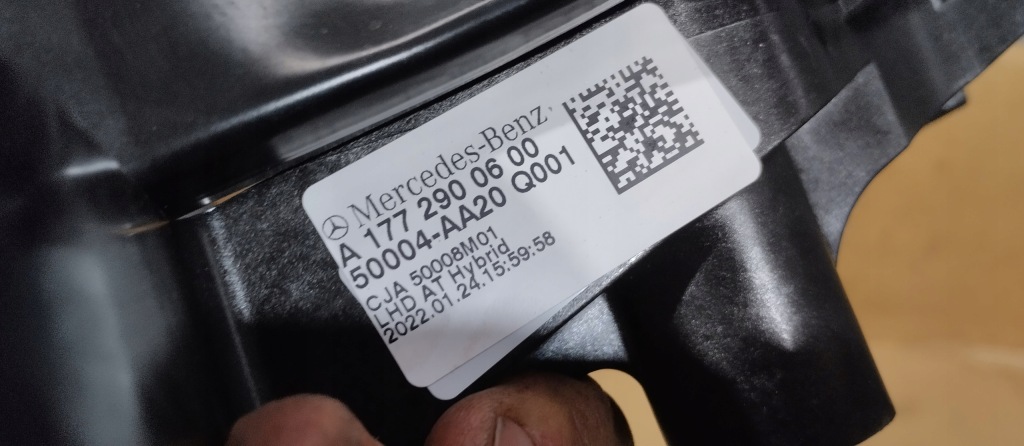 Mercedes-Benz
A 177 290 06 00
50004-AA20 Q001
CJA 50008M01
LHD AT Hybrid
2022.01.24.15:59:58